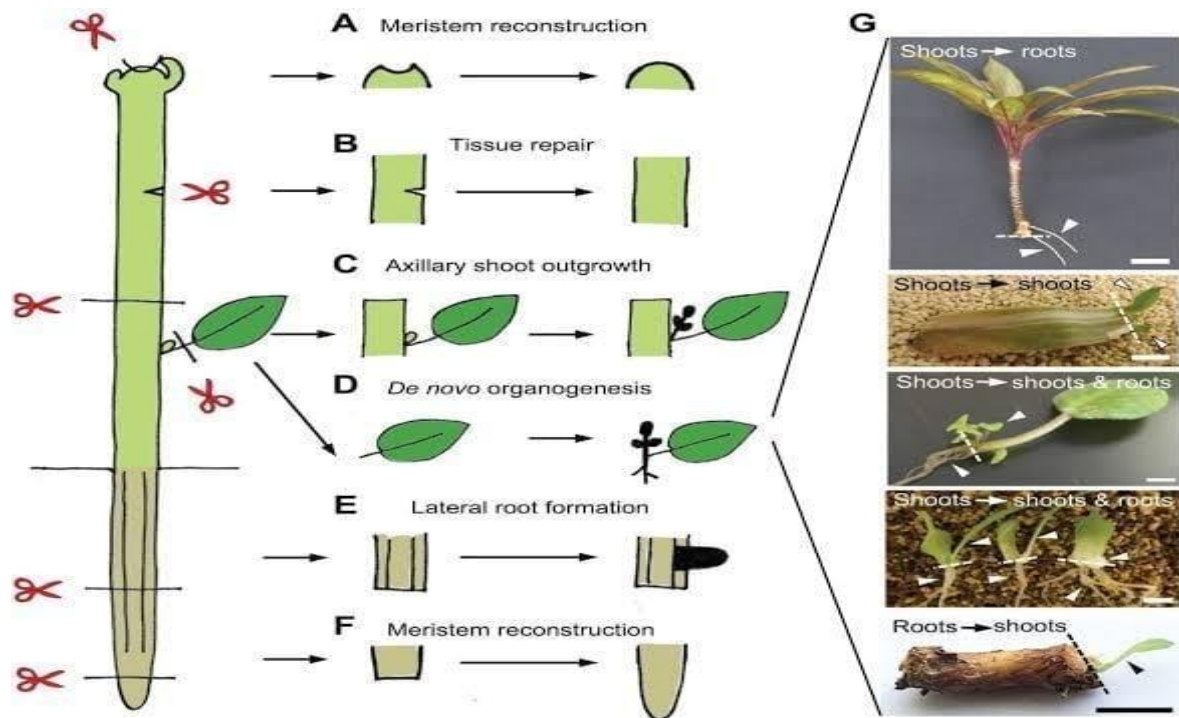 A Meristem reconstruction
B Tissue repair
C Axillary shoot outgrowth
D De novo organogenesis
E Lateral root formation
F Meristem reconstruction
G
Shoots → roots
Shoots → shoots
Shoots → shoots & roots
Shoots → shoots & roots
Roots → shoots